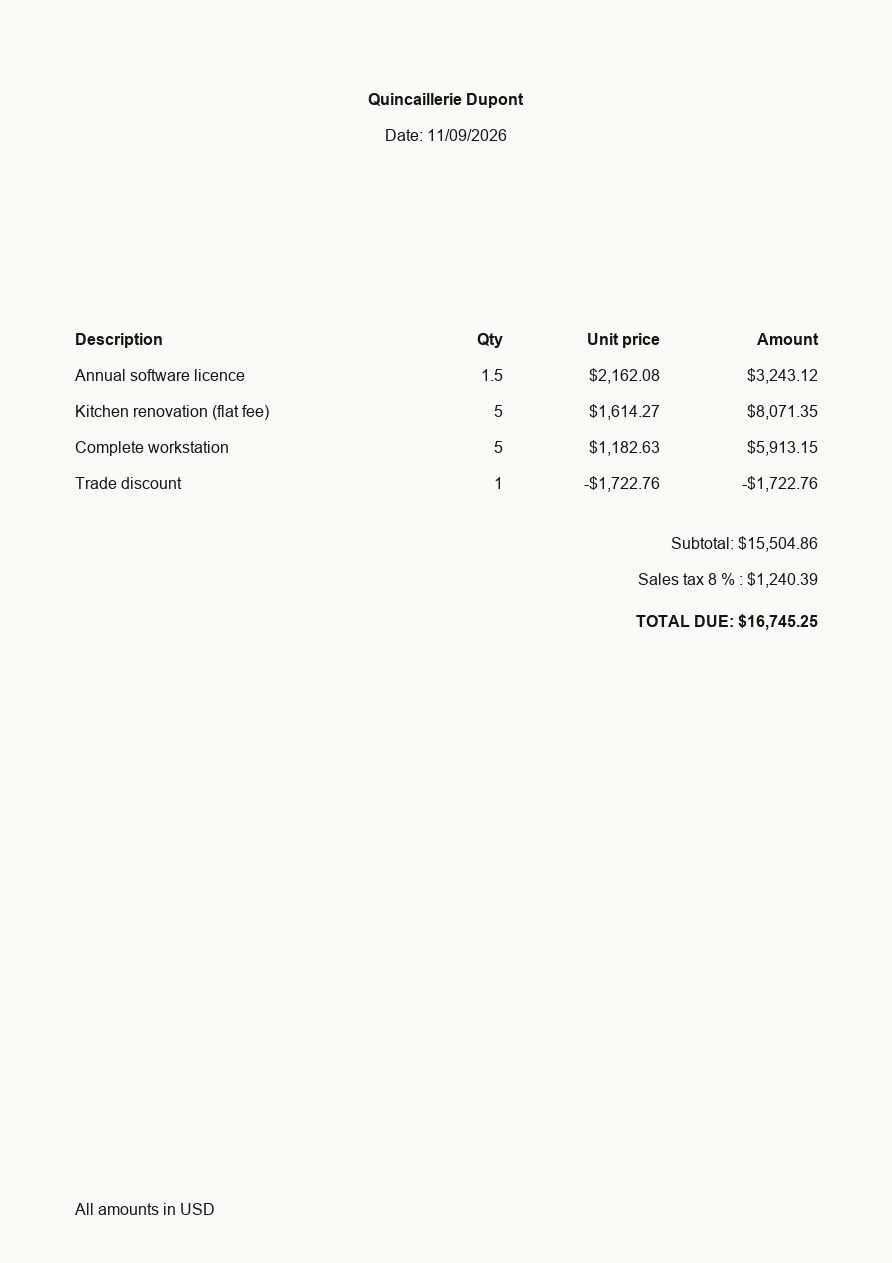 Quincaillerie Dupont
Date: 11/09/2026
Description Qty Unit price Amount
Annual software licence 1.5 $2,162.08 $3,243.12
Kitchen renovation (flat fee) 5 $1,614.27 $8,071.35
Complete workstation 5 $1,182.63 $5,913.15
Trade discount 1 -$1,722.76 -$1,722.76
Subtotal: $15,504.86
Sales tax 8 % : $1,240.39
TOTAL DUE: $16,745.25
All amounts in USD